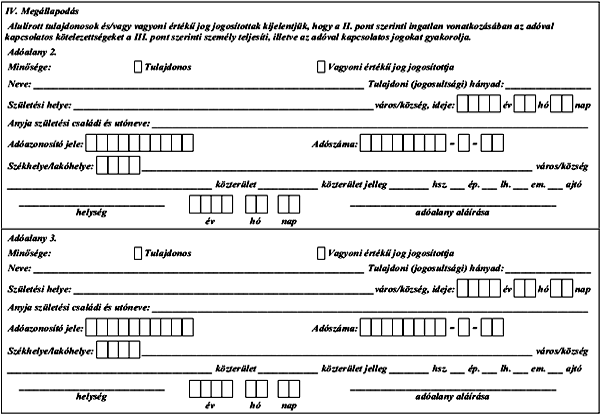 IV. Megállapodás
Alulírott tulajdonosok és/vagy vagyoni értékű jog jogosítottak kijelentjük, hogy a II. pont szerinti ingatlan vonatkozásában az adóval
kapcsolatos kötelezettségeket a III. pont szerinti személy teljesíti, illetve az adóval kapcsolatos jogokat gyakorolja.
Adóalany 2.
Minősége: Tulajdonos Vagyoni értékű jog jogosítottja
Neve: Tulajdoni (jogosultsági) hányad:
Születési helye: város/község, ideje: év hó nap
Anyja születési családi és utóneve:
Adóazonosító jele: Adószáma: - -
Székhelye/lakóhelye: város/község
közterület közterület jelleg hsz. ép. lh. em. ajtó
helység év hó nap adóalany aláírása
Adóalany 3.
Minősége: Tulajdonos Vagyoni értékű jog jogosítottja
Neve: Tulajdoni (jogosultsági) hányad:
Születési helye: város/község, ideje: év hó nap
Anyja születési családi és utóneve:
Adóazonosító jele: Adószáma: - -
Székhelye/lakóhelye: város/község
közterület közterület jelleg hsz. ép. lh. em. ajtó
helység év hó nap adóalany aláírása